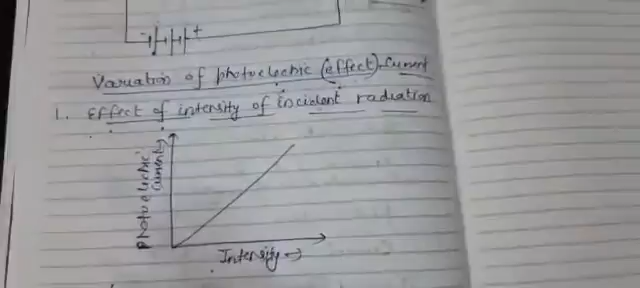 - +
Variation of photoelectric (effect) current
1. Effect of intensity of incident radiation
Photoelectric
current
Intensity →